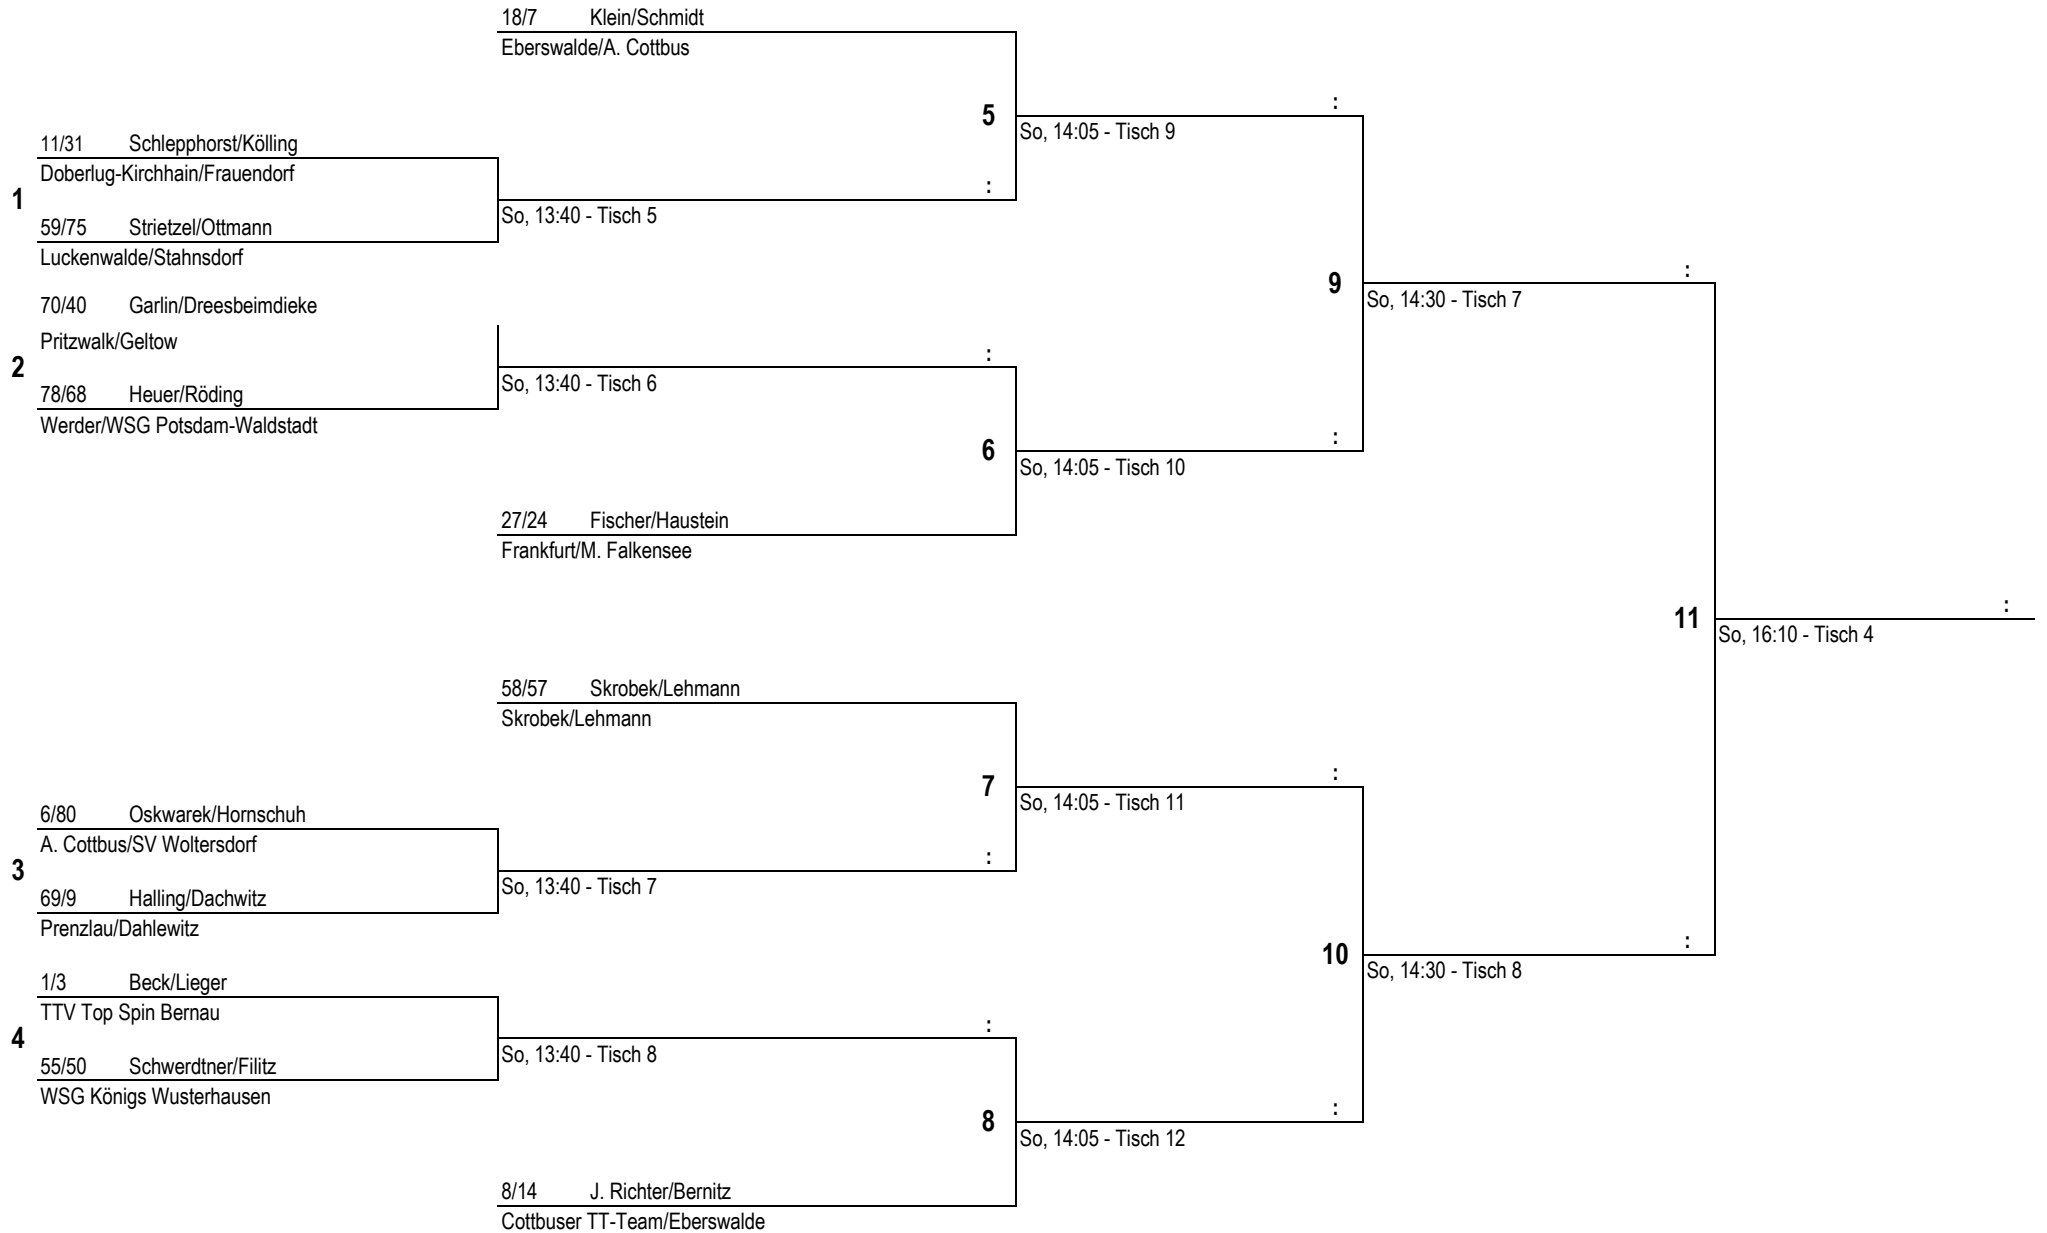 18/7 Klein/Schmidt
Eberswalde/A. Cottbus
:
5
So, 14:05 - Tisch 9
11/31 Schlepphorst/Kölling
Doberlug-Kirchhain/Frauendorf
:
1
So, 13:40 - Tisch 5
59/75 Strietzel/Ottmann
Luckenwalde/Stahnsdorf
:
9
So, 14:30 - Tisch 7
70/40 Garlin/Dreesbeimdieke
Pritzwalk/Geltow
:
2
So, 13:40 - Tisch 6
78/68 Heuer/Röding
Werder/WSG Potsdam-Waldstadt
:
6
So, 14:05 - Tisch 10
27/24 Fischer/Haustein
Frankfurt/M. Falkensee
:
11
So, 16:10 - Tisch 4
58/57 Skrobek/Lehmann
Skrobek/Lehmann
:
7
So, 14:05 - Tisch 11
6/80 Oskwarek/Hornschuh
A. Cottbus/SV Woltersdorf
:
3
So, 13:40 - Tisch 7
69/9 Halling/Dachwitz
Prenzlau/Dahlewitz
:
10
So, 14:30 - Tisch 8
1/3 Beck/Lieger
TTV Top Spin Bernau
:
4
So, 13:40 - Tisch 8
55/50 Schwerdtner/Filitz
WSG Königs Wusterhausen
:
8
So, 14:05 - Tisch 12
8/14 J. Richter/Bernitz
Cottbuser TT-Team/Eberswalde